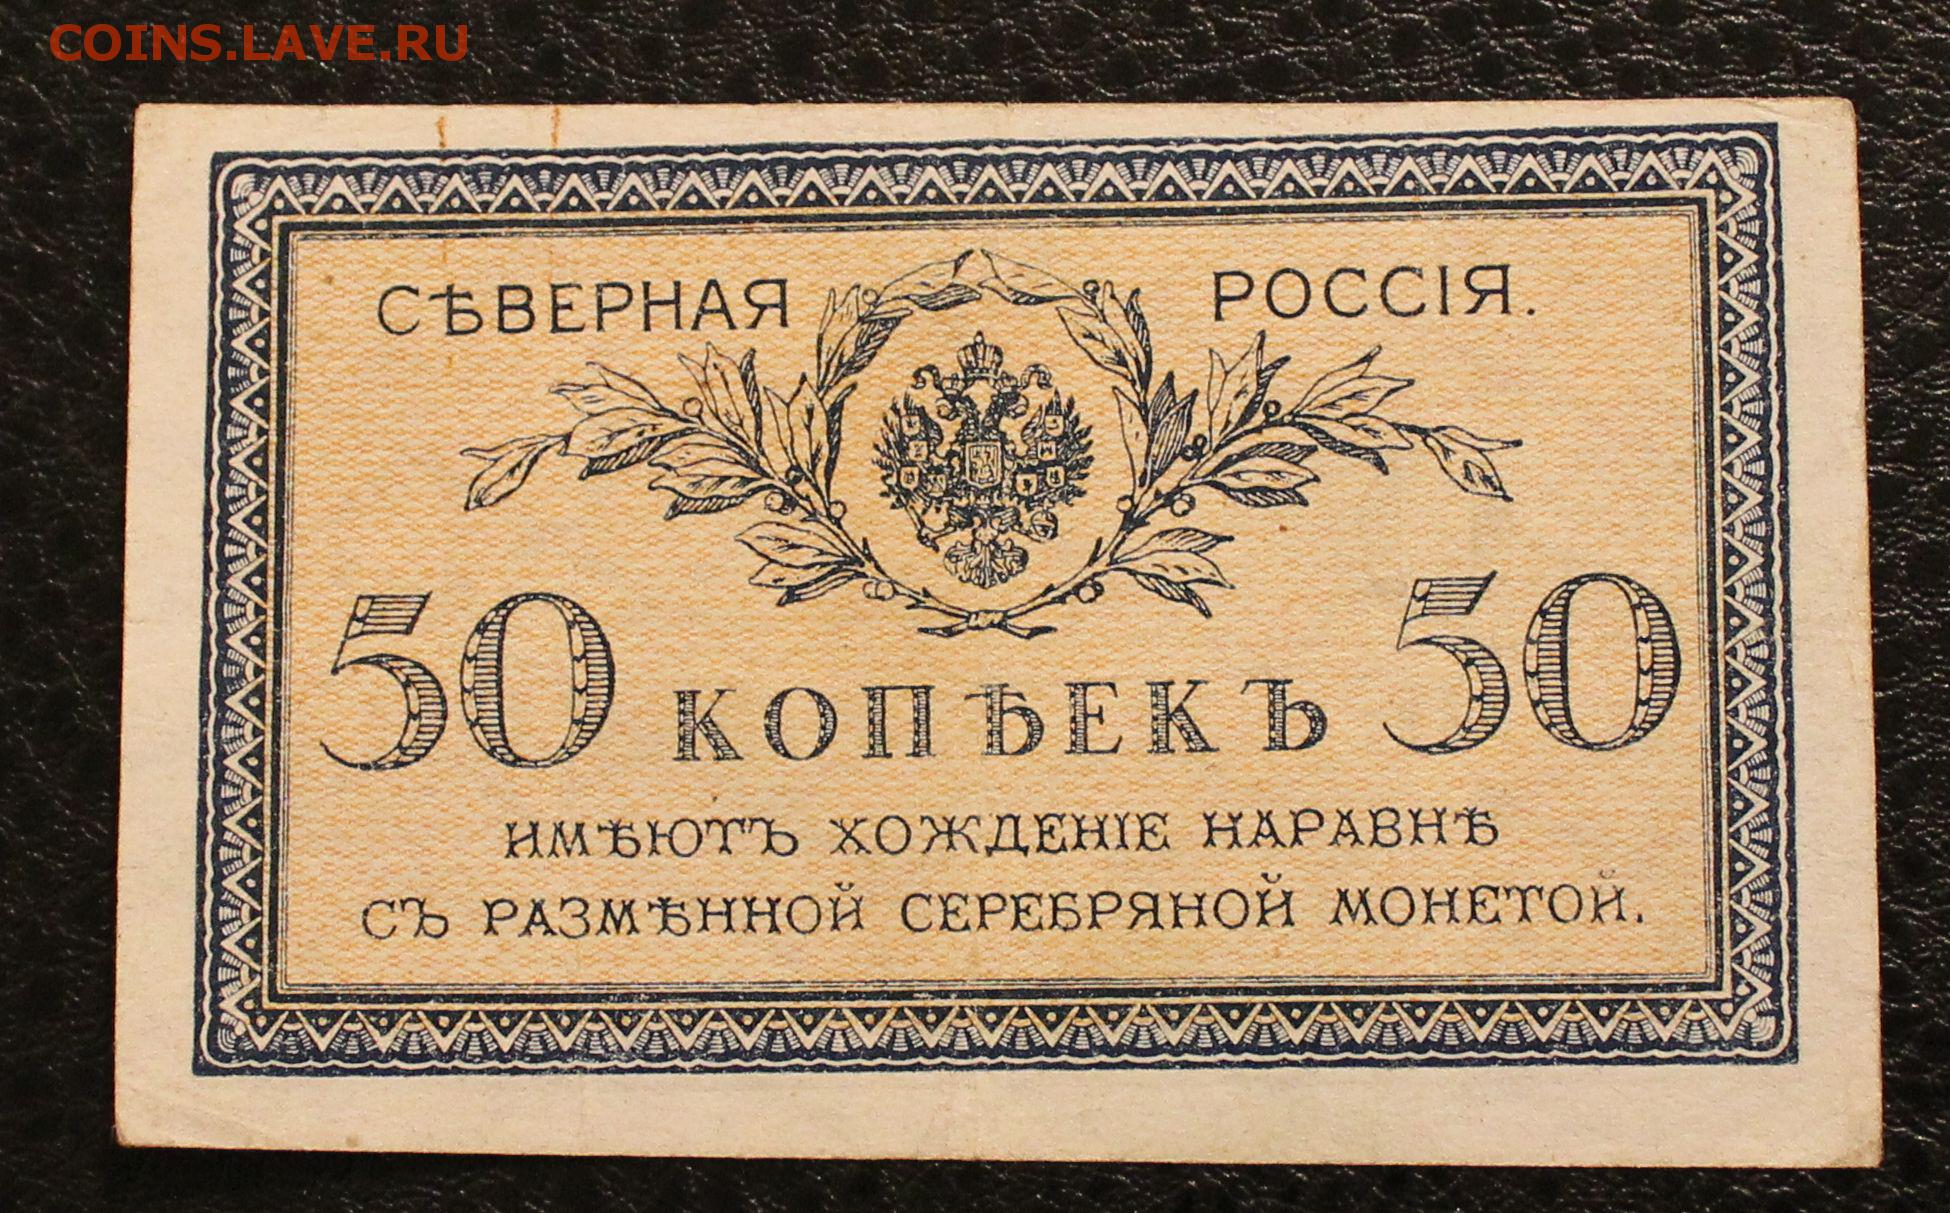 COINS.LAVE.RU
СѢВЕРНАЯ РОССІЯ.
50 КОПѢЕКЪ 50
ИМѢЮТЪ ХОЖДЕНІЕ НАРАВНѢ
СЪ РАЗМѢННОЙ СЕРЕБРЯНОЙ МОНЕТОЙ.